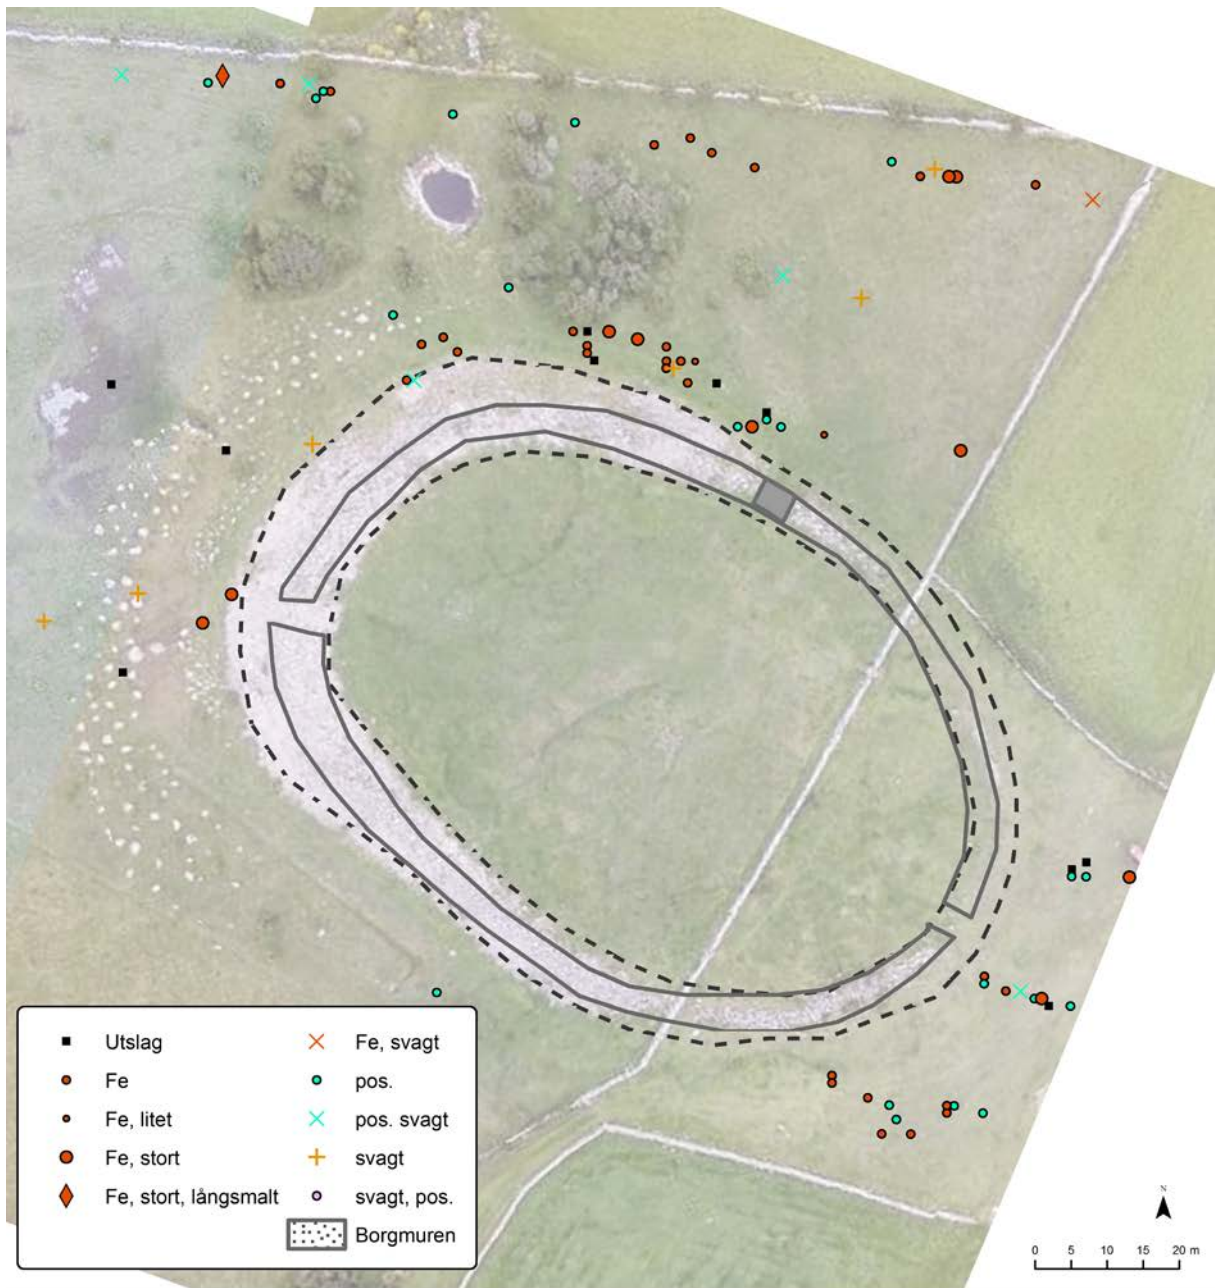 Utslag
Fe
Fe, litet
Fe, stort
Fe, stort, långsmalt
Fe, svagt
pos.
pos. svagt
svagt
svagt, pos.
Borgmuren
N
0 5 10 20 m